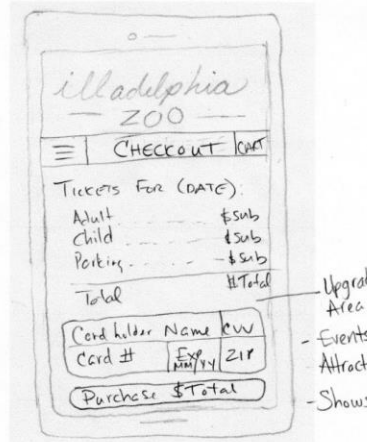 illadelphia
ZOO
CHECKOUT CART
TICKETS FOR (DATE):
Adult $sub
Child $sub
Parking $sub
Total $Total
Card holder Name CVV
Card # Exp MM/YY ZIP
Purchase $Total
Upgrad
Area
- Events
Attract
- Shows